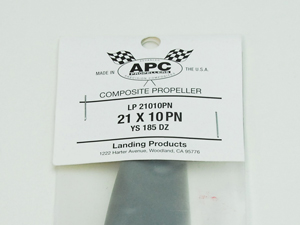 MADE IN APC THE U.S.A.
PROPELLERS
COMPOSITE PROPELLER
LP 21010PN
21 X 10 PN
YS 185 DZ
Landing Products
1222 Harter Avenue, Woodland, CA 95776